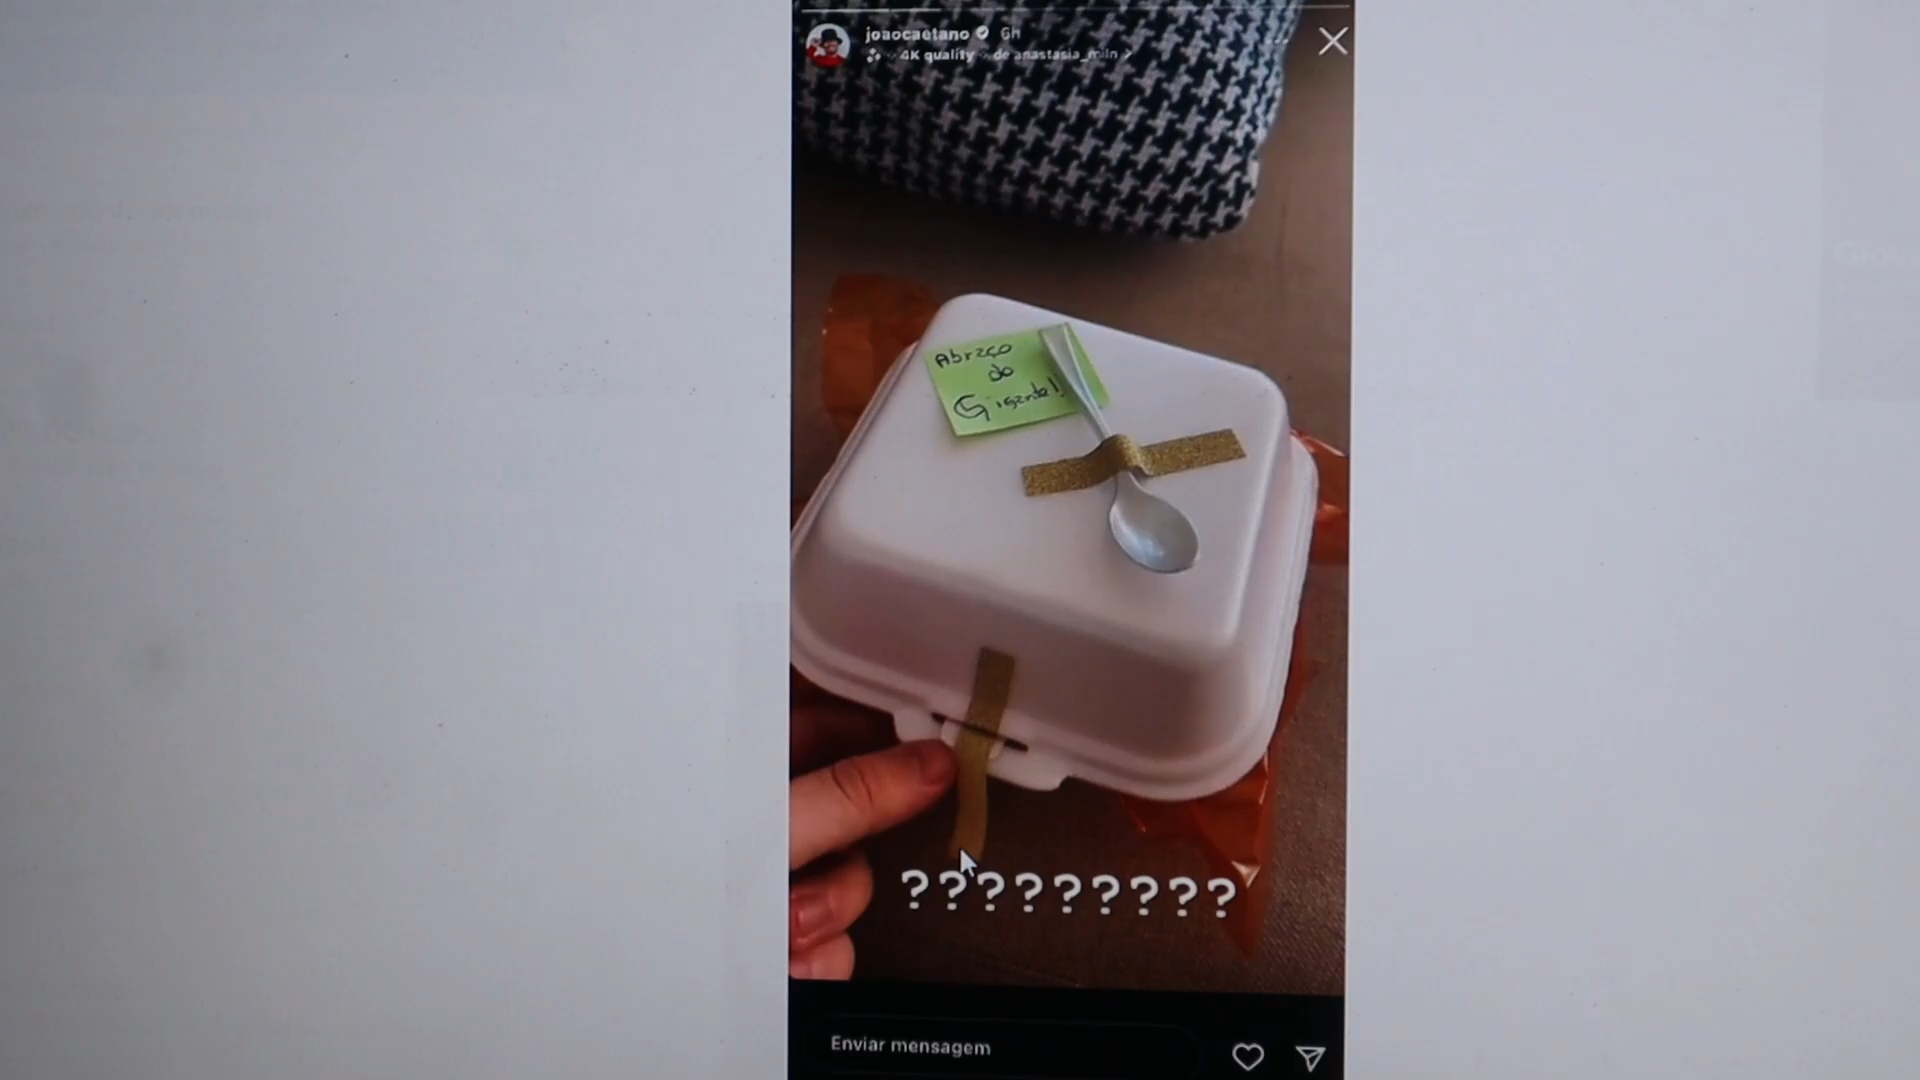 joaocaetano 6h
4K quality de anastasia_miln >
Abraço
do
Gigante!
?????????
Enviar mensagem